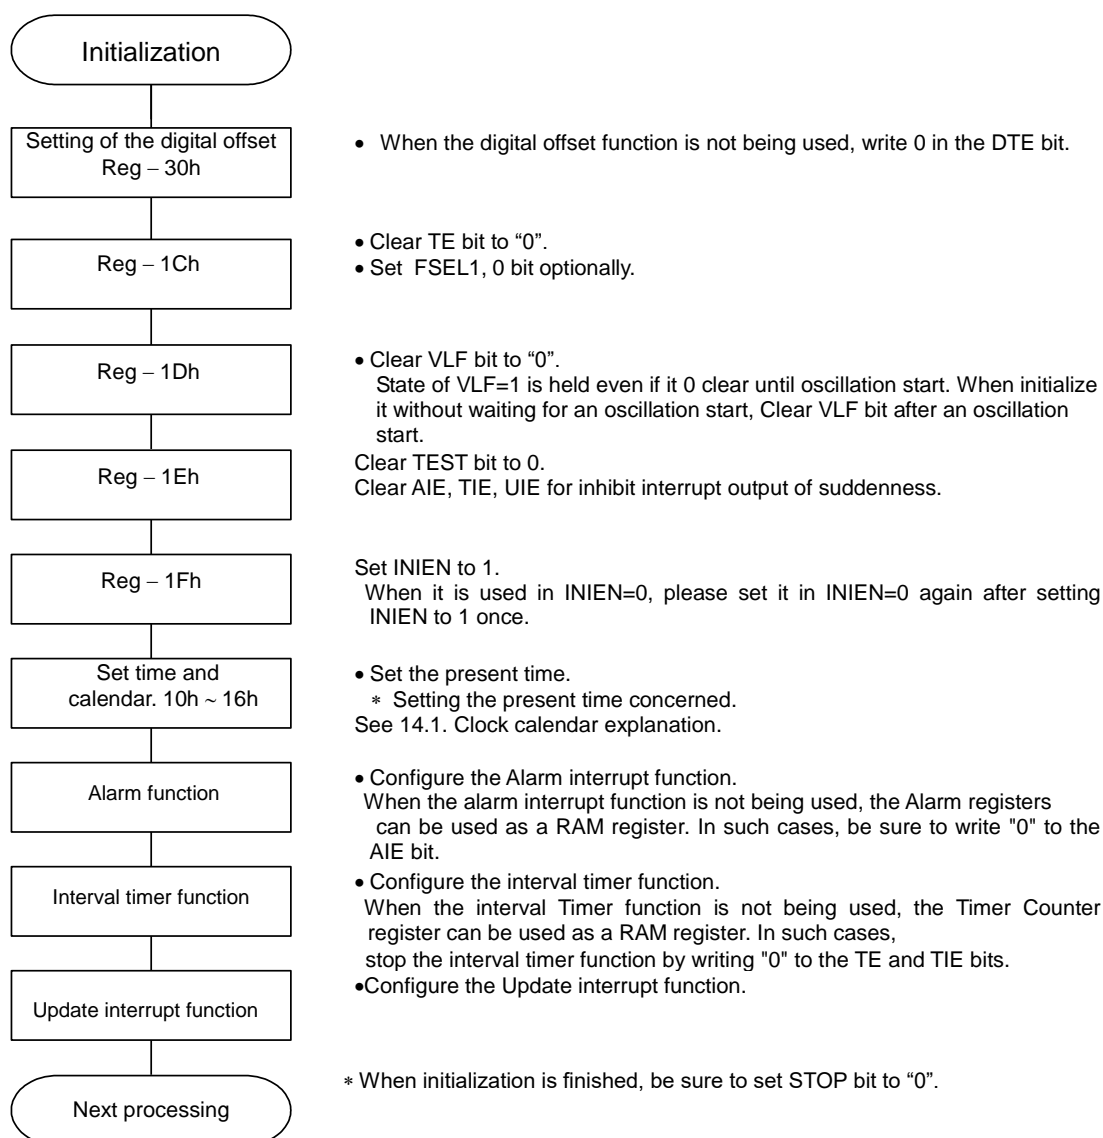 Initialization
Setting of the digital offset
Reg – 30h
• When the digital offset function is not being used, write 0 in the DTE bit.
Reg – 1Ch
• Clear TE bit to “0”.
• Set FSEL1, 0 bit optionally.
Reg – 1Dh
• Clear VLF bit to “0”.
State of VLF=1 is held even if it 0 clear until oscillation start. When initialize
it without waiting for an oscillation start, Clear VLF bit after an oscillation
start.
Reg – 1Eh
Clear TEST bit to 0.
Clear AIE, TIE, UIE for inhibit interrupt output of suddenness.
Reg – 1Fh
Set INIEN to 1.
When it is used in INIEN=0, please set it in INIEN=0 again after setting
INIEN to 1 once.
Set time and
calendar. 10h ~ 16h
• Set the present time.
* Setting the present time concerned.
See 14.1. Clock calendar explanation.
Alarm function
• Configure the Alarm interrupt function.
When the alarm interrupt function is not being used, the Alarm registers
can be used as a RAM register. In such cases, be sure to write "0" to the
AIE bit.
Interval timer function
• Configure the interval timer function.
When the interval Timer function is not being used, the Timer Counter
register can be used as a RAM register. In such cases,
stop the interval timer function by writing "0" to the TE and TIE bits.
Update interrupt function
•Configure the Update interrupt function.
Next processing
* When initialization is finished, be sure to set STOP bit to “0”.